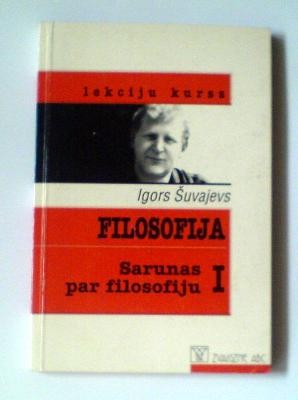 lekciju kurss
Igors Šuvajevs
FILOSOFIJA
Sarunas I
par filosofiju
ZVAIGZNE ABC